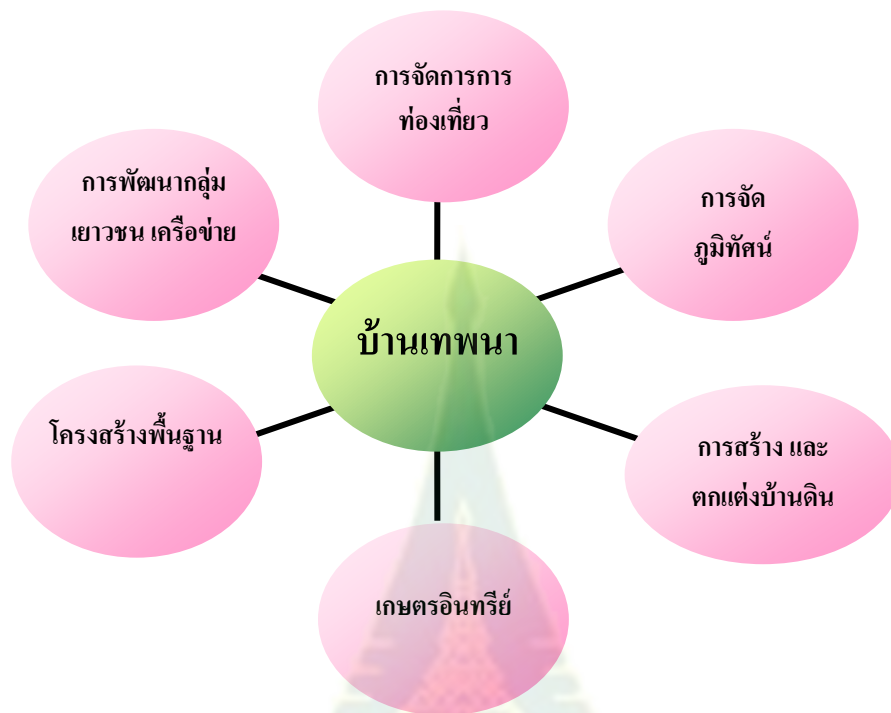 การจัดการการ
ท่องเที่ยว
การพัฒนากลุ่ม
เยาวชน เครือข่าย
การจัด
ภูมิทัศน์
บ้านเทพนา
โครงสร้างพื้นฐาน
การสร้าง และ
ตกแต่งบ้านดิน
เกษตรอินทรีย์